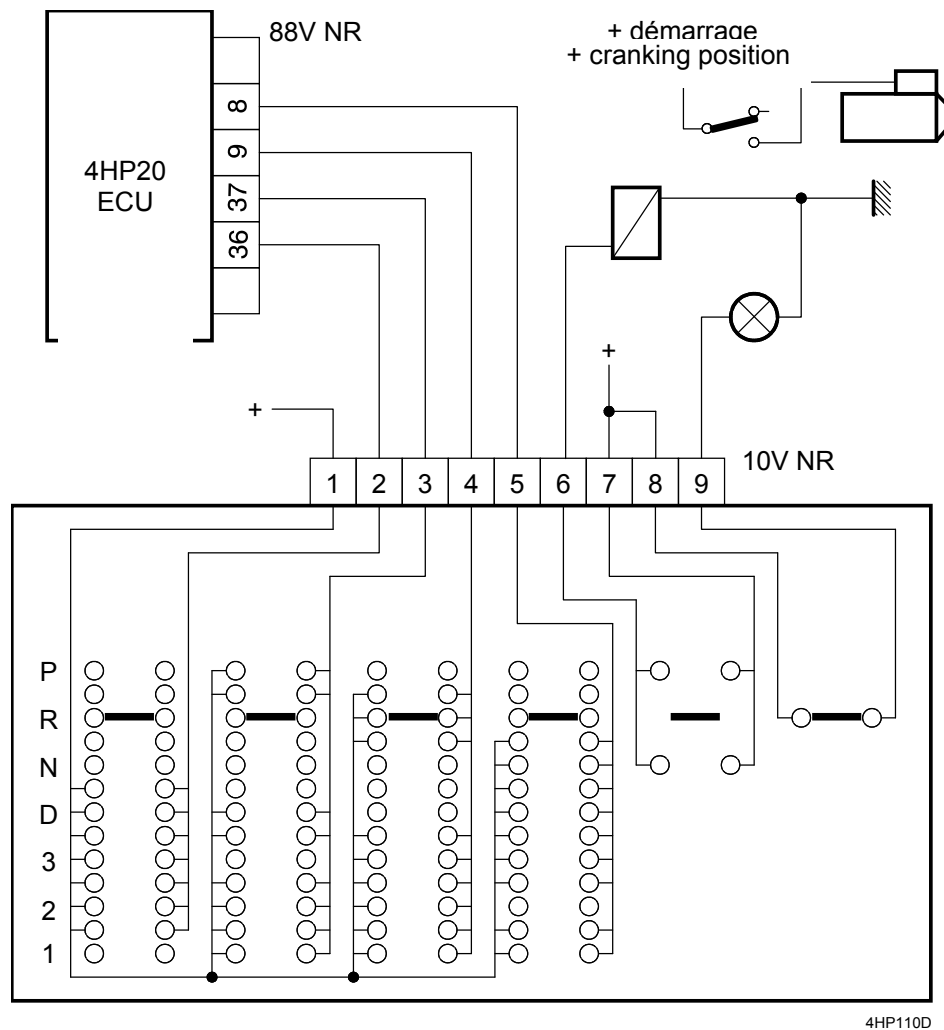 88V NR
+ démarrage
+ cranking position
8
9
37
36
4HP20
ECU
+
+
10V NR
1 2 3 4 5 6 7 8 9
P
R
N
D
3
2
1
4HP110D